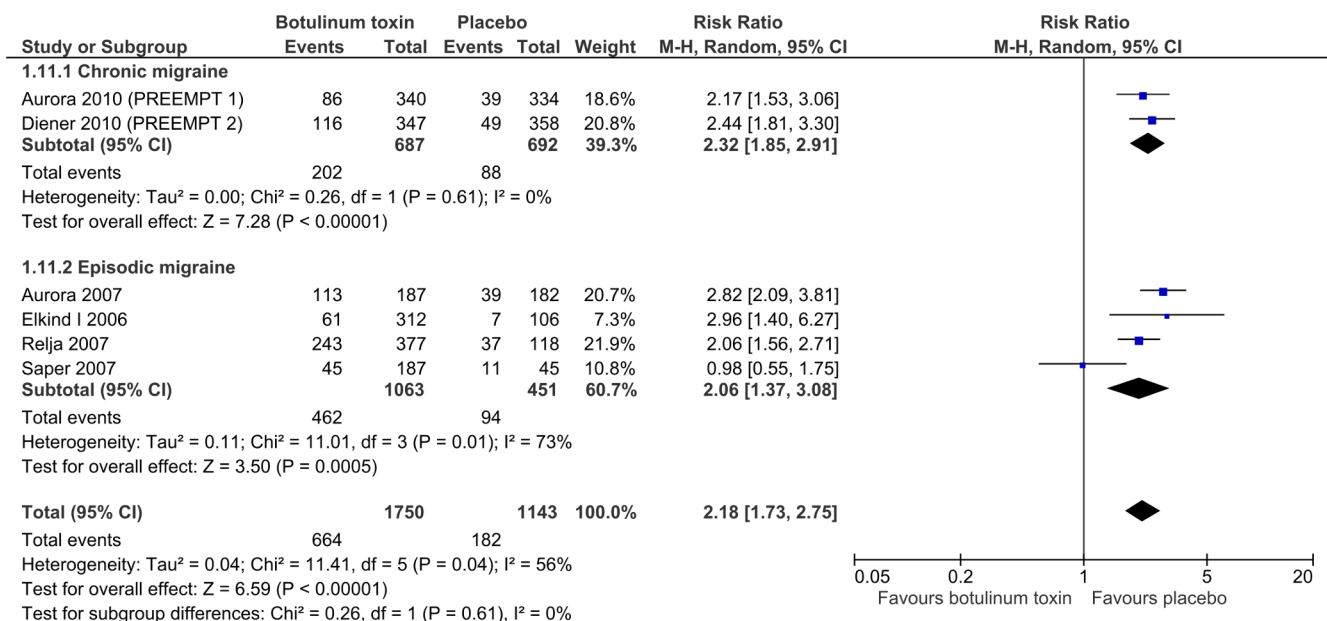 Botulinum toxin Placebo Risk Ratio Risk Ratio
Study or Subgroup Events Total Events Total Weight M-H, Random, 95% CI M-H, Random, 95% CI
1.11.1 Chronic migraine
Aurora 2010 (PREEMPT 1) 86 340 39 334 18.6% 2.17 [1.53, 3.06]
Diener 2010 (PREEMPT 2) 116 347 49 358 20.8% 2.44 [1.81, 3.30]
Subtotal (95% CI) 687 692 39.3% 2.32 [1.85, 2.91]
Total events 202 88
Heterogeneity: Tau² = 0.00; Chi² = 0.26, df = 1 (P = 0.61); I² = 0%
Test for overall effect: Z = 7.28 (P < 0.00001)
1.11.2 Episodic migraine
Aurora 2007 113 187 39 182 20.7% 2.82 [2.09, 3.81]
Elkind I 2006 61 312 7 106 7.3% 2.96 [1.40, 6.27]
Relja 2007 243 377 37 118 21.9% 2.06 [1.56, 2.71]
Saper 2007 45 187 11 45 10.8% 0.98 [0.55, 1.75]
Subtotal (95% CI) 1063 451 60.7% 2.06 [1.37, 3.08]
Total events 462 94
Heterogeneity: Tau² = 0.11; Chi² = 11.01, df = 3 (P = 0.01); I² = 73%
Test for overall effect: Z = 3.50 (P = 0.0005)
Total (95% CI) 1750 1143 100.0% 2.18 [1.73, 2.75]
Total events 664 182
Heterogeneity: Tau² = 0.04; Chi² = 11.41, df = 5 (P = 0.04); I² = 56%
Test for overall effect: Z = 6.59 (P < 0.00001)
Test for subgroup differences: Chi² = 0.26, df = 1 (P = 0.61), I² = 0%
0.05 0.2 1 5 20
Favours botulinum toxin Favours placebo